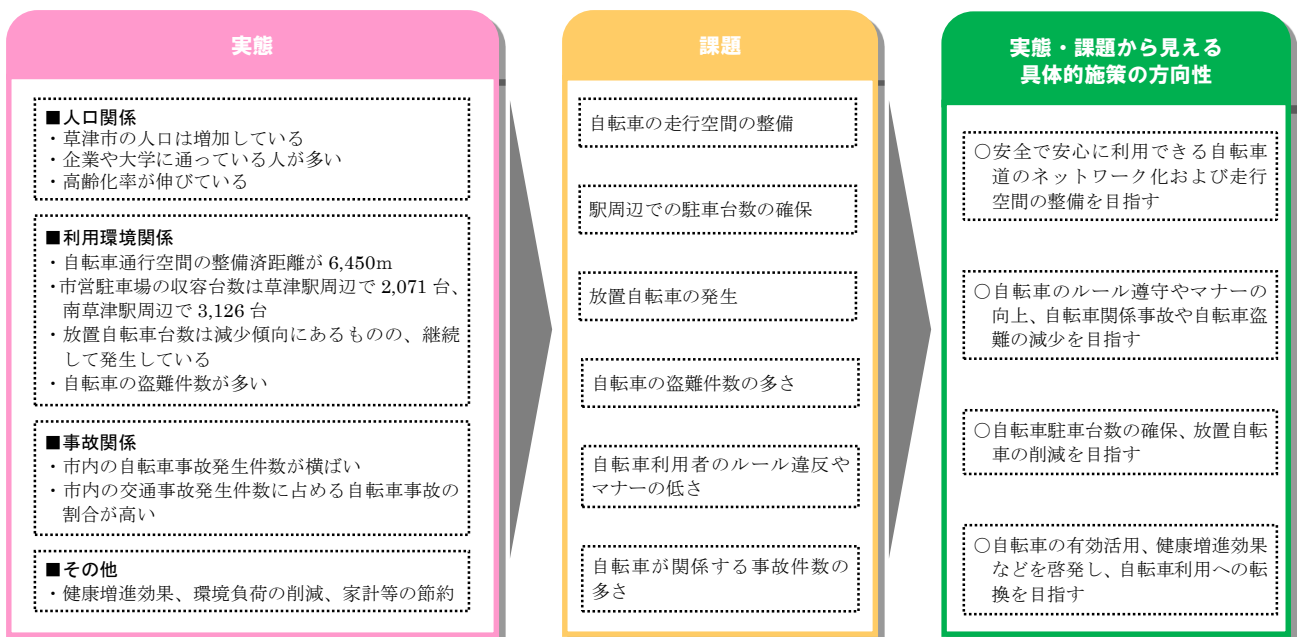 実態
■人口関係
・草津市の人口は増加している
・企業や大学に通っている人が多い
・高齢化率が伸びている
■利用環境関係
・自転車通行空間の整備済距離が 6,450m
・市営駐車場の収容台数は草津駅周辺で 2,071 台、
南草津駅周辺で 3,126 台
・放置自転車台数は減少傾向にあるものの、継続
して発生している
・自転車の盗難件数が多い
■事故関係
・市内の自転車事故発生件数が横ばい
・市内の交通事故発生件数に占める自転車事故の
割合が高い
■その他
・健康増進効果、環境負荷の削減、家計等の節約
課題
自転車の走行空間の整備
駅周辺での駐車台数の確保
放置自転車の発生
自転車の盗難件数の多さ
自転車利用者のルール違反や
マナーの低さ
自転車が関係する事故件数の
多さ
実態・課題から見える
具体的施策の方向性
○安全で安心に利用できる自転車
道のネットワーク化および走行
空間の整備を目指す
○自転車のルール遵守やマナーの
向上、自転車関係事故や自転車盗
難の減少を目指す
○自転車駐車台数の確保、放置自転
車の削減を目指す
○自転車の有効活用、健康増進効果
などを啓発し、自転車利用への転
換を目指す